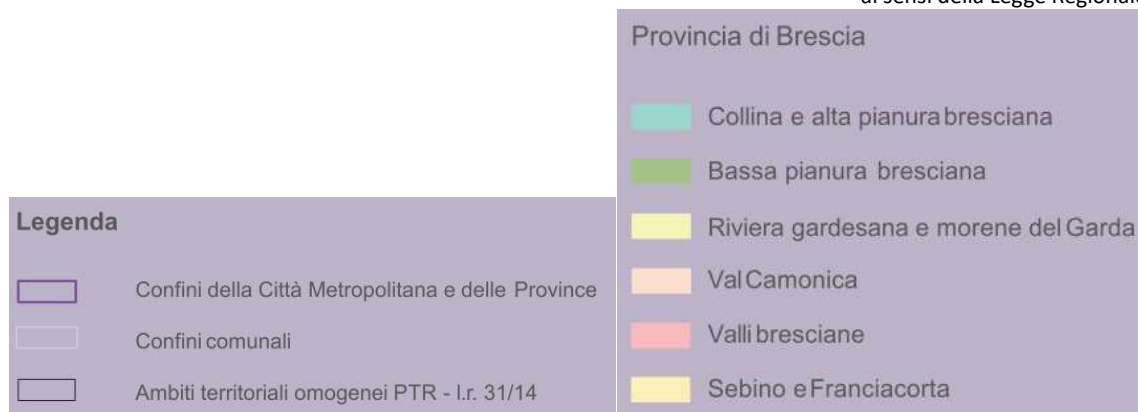 ai sensi della Legge Regionale
Provincia di Brescia
Collina e alta pianura bresciana
Bassa pianura bresciana
Riviera gardesana e morene del Garda
Val Camonica
Valli bresciane
Sebino e Franciacorta
Legenda
Confini della Città Metropolitana e delle Province
Confini comunali
Ambiti territoriali omogenei PTR - l.r. 31/14